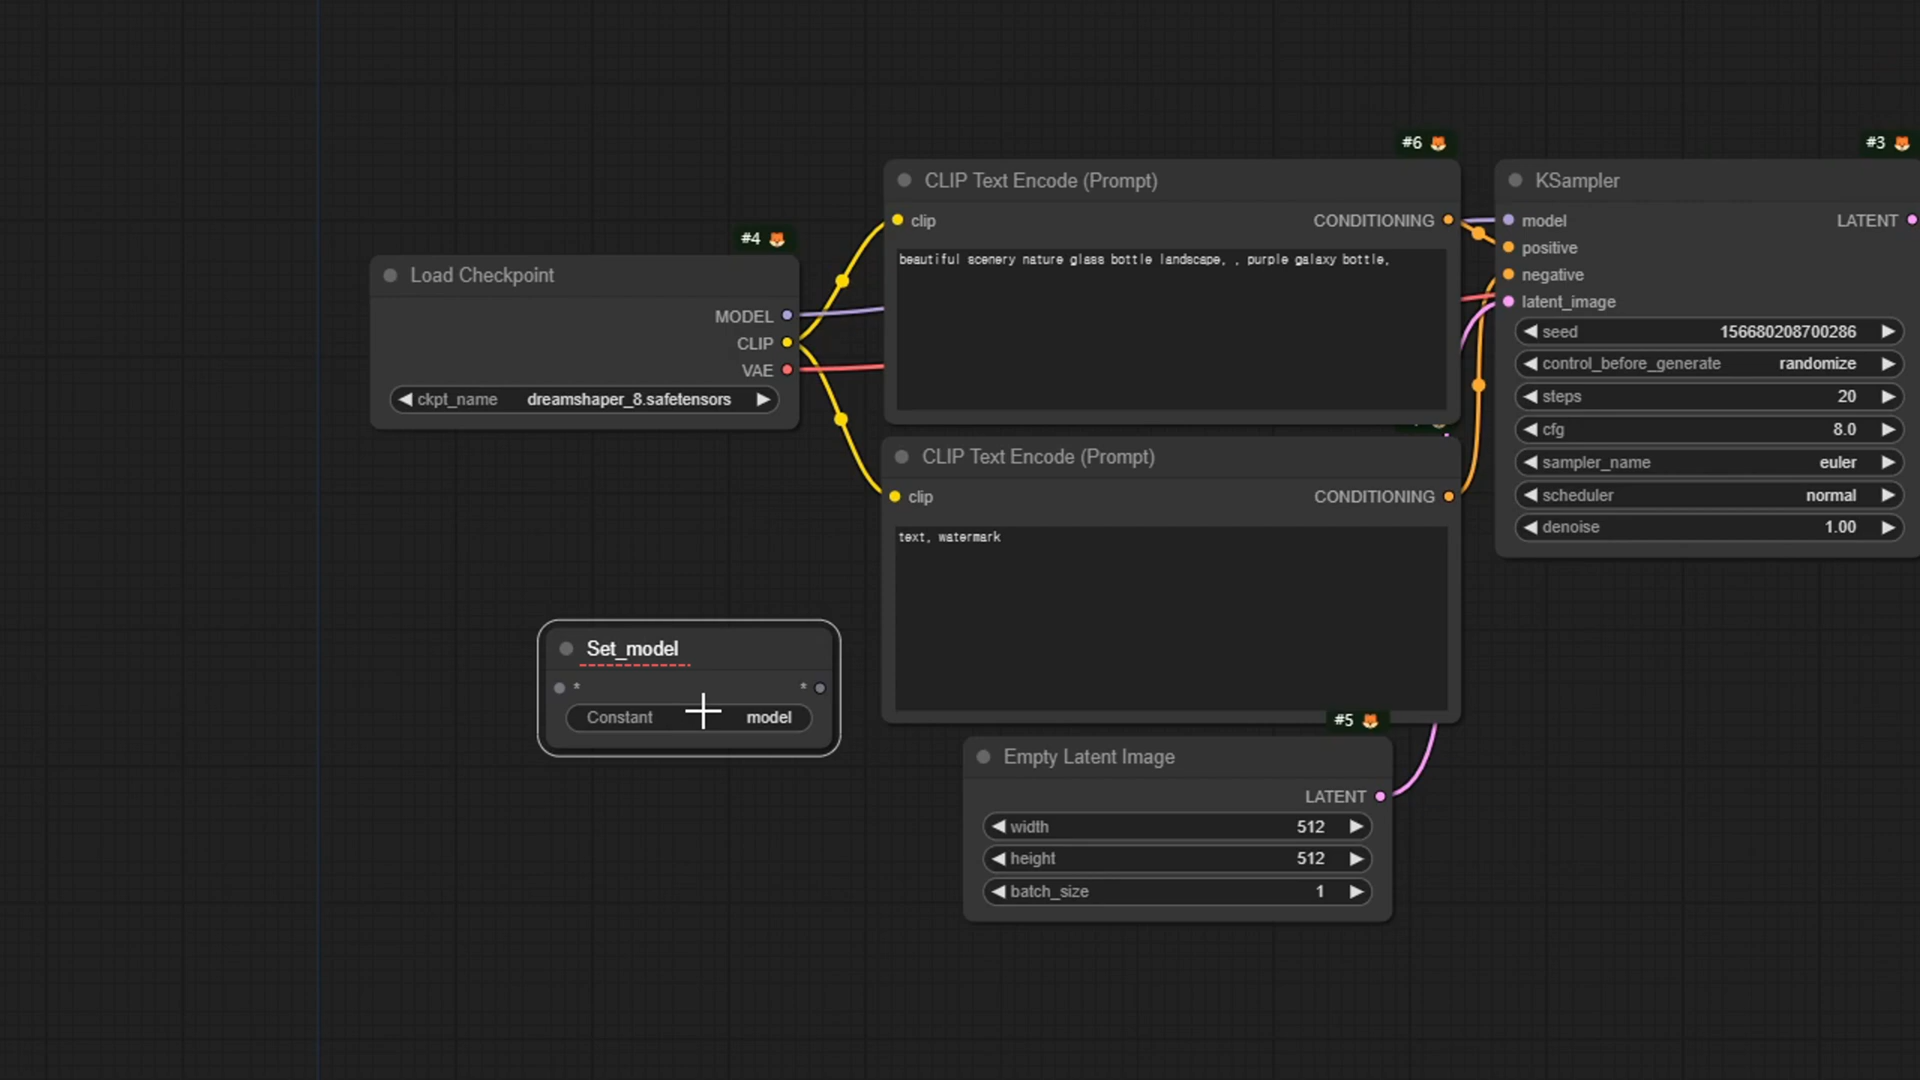 #4
Load Checkpoint
MODEL
CLIP
VAE
ckpt_name dreamshaper_8.safetensors
#6
CLIP Text Encode (Prompt)
clip CONDITIONING
beautiful scenery nature glass bottle landscape, , purple galaxy bottle,
CLIP Text Encode (Prompt)
clip CONDITIONING
text, watermark
#3
KSampler
model LATENT
positive
negative
latent_image
seed 156680208700286
control_before_generate randomize
steps 20
cfg 8.0
sampler_name euler
scheduler normal
denoise 1.00
Set_model
* *
Constant model
#5
Empty Latent Image
LATENT
width 512
height 512
batch_size 1